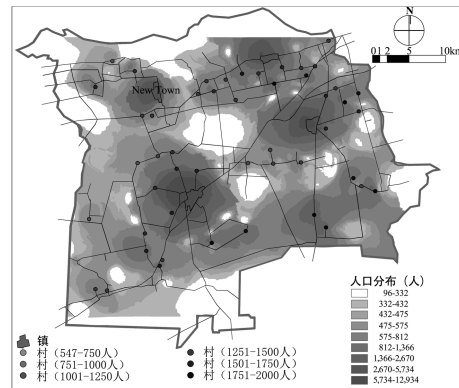 N
0 1 2 5 10km
New Town
人口分布（人）
96-332
332-432
432-475
475-575
575-812
812-1,366
1,366-2,670
2,670-5,734
5,734-12,934
镇
村（547-750人）
村（751-1000人）
村（1001-1250人）
村（1251-1500人）
村（1501-1750人）
村（1751-2000人）